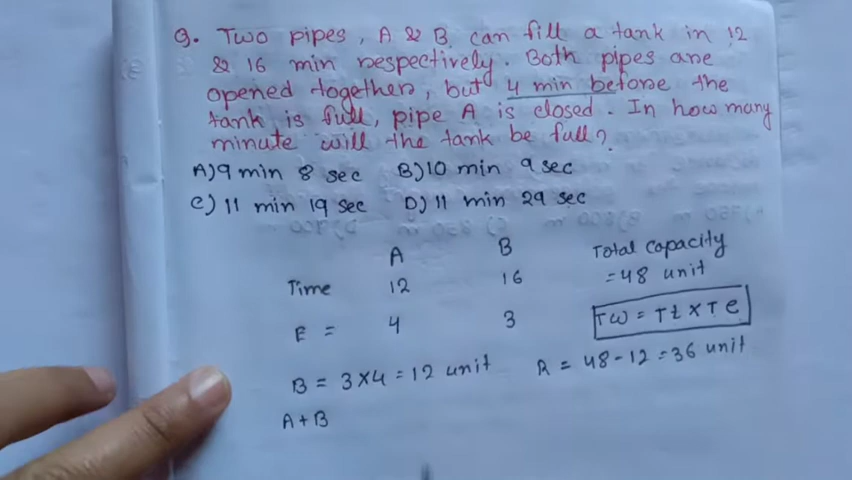 Q. Two pipes, A & B can fill a tank in 12
& 16 min respectively. Both pipes are
opened together, but 4 min before the
tank is full, pipe A is closed. In how many
minute will the tank be full?
A) 9 min 8 sec B) 10 min 9 sec
C) 11 min 19 sec D) 11 min 29 sec
A B Total Capacity
Time 12 16 = 48 unit
E = 4 3 TW = Tt x Te
B = 3x4 = 12 unit R = 48-12 = 36 unit
A+B